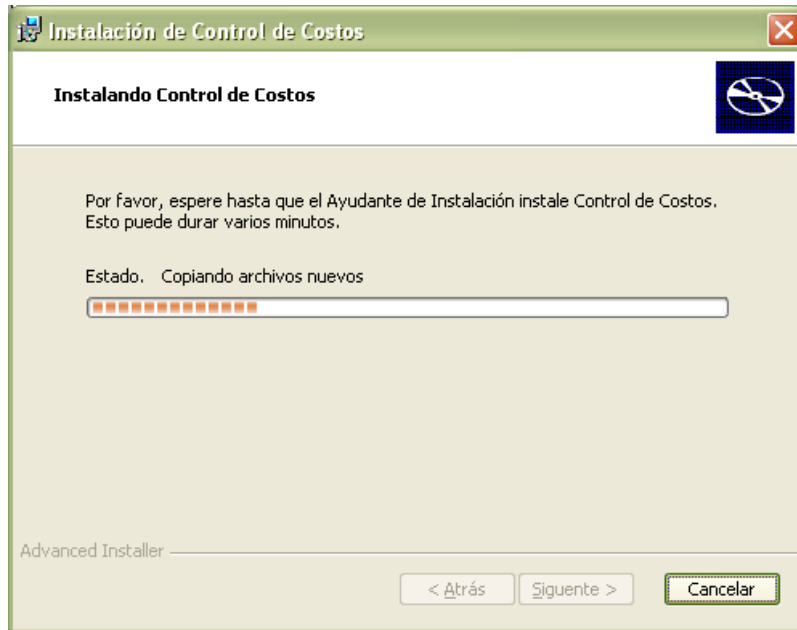 Instalación de Control de Costos
Instalando Control de Costos
Por favor, espere hasta que el Ayudante de Instalación instale Control de Costos.
Esto puede durar varios minutos.
Estado. Copiando archivos nuevos
Advanced Installer
< Atrás Siguente > Cancelar